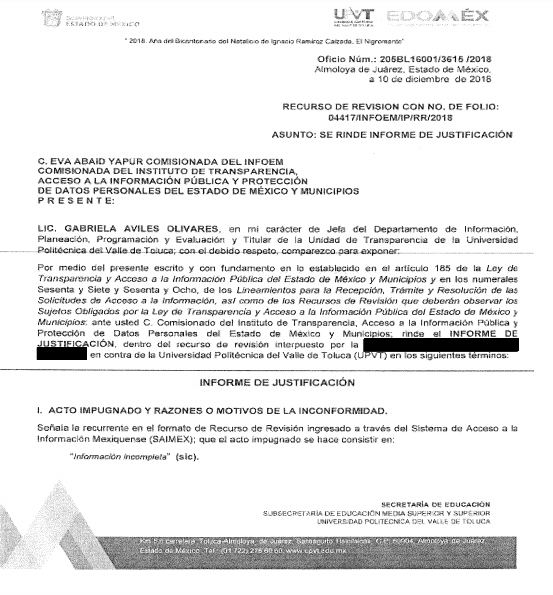 GOBIERNO DEL
ESTADO DE MÉXICO
UPVT
EDOMÉX
" 2018. Año del Bicentenario del Natalicio de Ignacio Ramírez Calzada, El Nigromante"
Oficio Núm.: 205BL16001/3615 /2018
Almoloya de Juárez, Estado de México,
a 10 de diciembre de 2018
RECURSO DE REVISION CON NO. DE FOLIO:
04417/INFOEM/IP/RR/2018
ASUNTO: SE RINDE INFORME DE JUSTIFICACIÓN
C. EVA ABAID YAPUR COMISIONADA DEL INFOEM
COMISIONADA DEL INSTITUTO DE TRANSPARENCIA,
ACCESO A LA INFORMACIÓN PÚBLICA Y PROTECCIÓN
DE DATOS PERSONALES DEL ESTADO DE MÉXICO Y MUNICIPIOS
P R E S E N T E:
LIC. GABRIELA AVILES OLIVARES, en mi carácter de Jefa del Departamento de Información,
Planeación, Programación y Evaluación y Titular de la Unidad de Transparencia de la Universidad
Politécnica del Valle de Toluca; con el debido respeto, comparezco para exponer:
Por medio del presente escrito y con fundamento en lo establecido en el artículo 185 de la Ley de
Transparencia y Acceso a la Información Pública del Estado de México y Municipios y en los numerales
Sesenta y Siete y Sosenta y Ocho, de los Lineamientos para la Recepción, Trámite y Resolución de las
Solicitudes de Acceso a la Información, así como de los Recursos de Revisión que deberán observar los
Sujetos Obligados por la Ley de Transparencia y Acceso a la Información Pública del Estado de México y
Municipios: ante usted C. Comisionado del Instituto de Transparencia, Acceso a la Información Pública y
Protección de Datos Personales del Estado de México y Municipios; rinde el INFORME DE
JUSTIFICACIÓN, dentro del recurso de revisión interpuesto por la
en contra de la Universidad Politécnica del Valle de Toluca (UPVT) en los siguientes términos:
INFORME DE JUSTIFICACIÓN
I. ACTO IMPUGNADO Y RAZONES O MOTIVOS DE LA INCONFORMIDAD.
Señala la recurrente en el formato de Recurso de Revisión ingresado a través del Sistema de Acceso a la
Información Mexiquense (SAIMEX); que el acto impugnado se hace consistir en:
"Información incompleta" (sic).
SECRETARÍA DE EDUCACIÓN
SUBSECRETARÍA DE EDUCACIÓN MEDIA SUPERIOR Y SUPERIOR
UNIVERSIDAD POLITÉCNICA DEL VALLE DE TOLUCA
Km 5.6 carretera Toluca-Almoloya de Juárez, Santiaguito C.P. 50904, Almoloya de Juárez,
Estado de México. Tel.: (01 722) 276 60 60. www.upvt.edu.mx